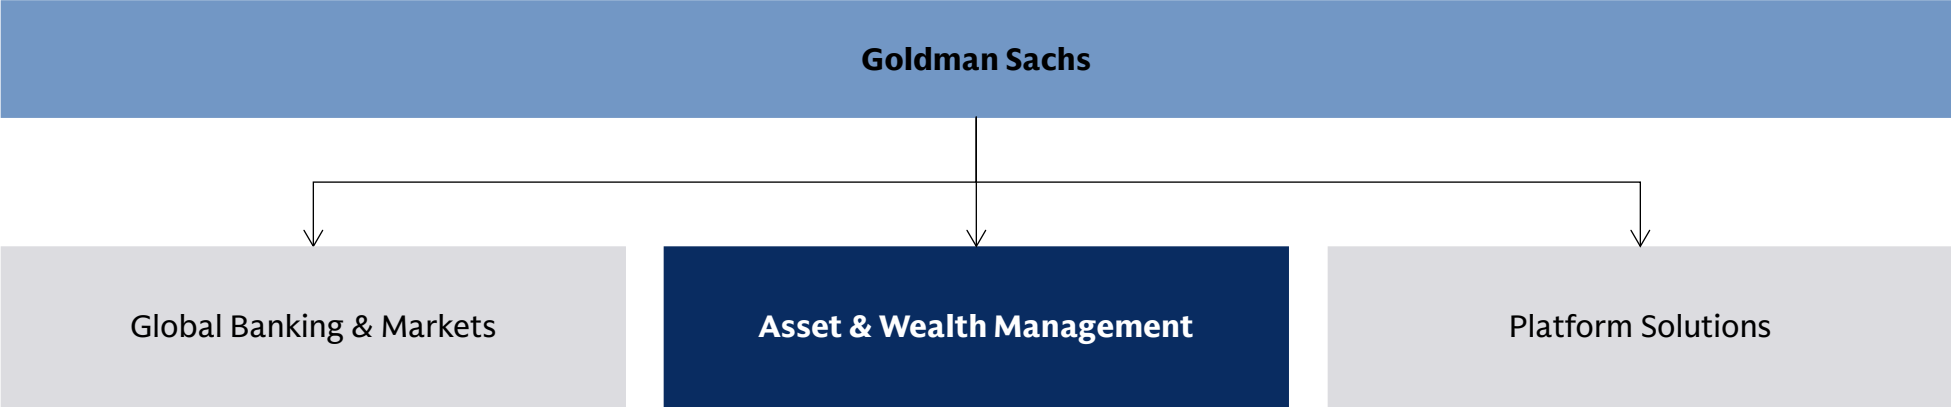 Goldman Sachs
Global Banking & Markets
Asset & Wealth Management
Platform Solutions